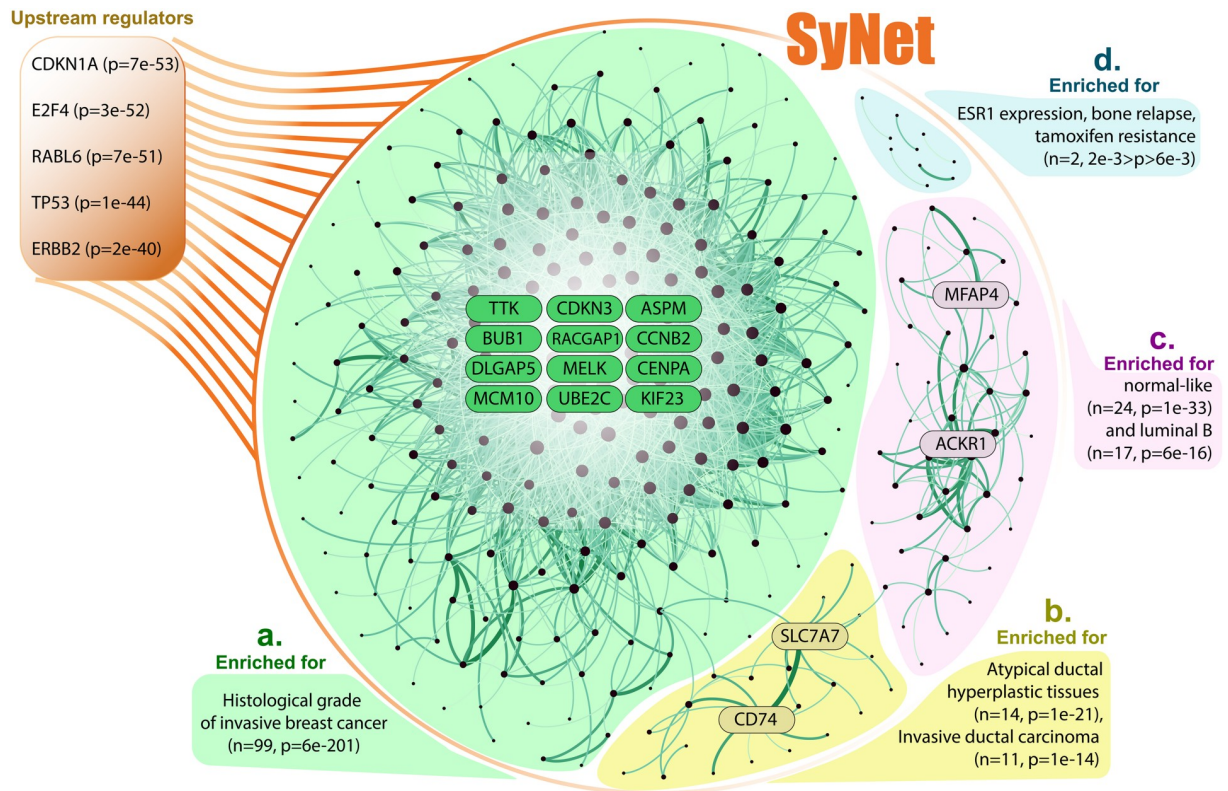 Upstream regulators
CDKN1A (p=7e-53)
E2F4 (p=3e-52)
RABL6 (p=7e-51)
TP53 (p=1e-44)
ERBB2 (p=2e-40)
SyNet
d.
Enriched for
ESR1 expression, bone relapse,
tamoxifen resistance
(n=2, 2e-3>p>6e-3)
TTK CDKN3 ASPM
BUB1 RACGAP1 CCNB2
DLGAP5 MELK CENPA
MCM10 UBE2C KIF23
MFAP4
ACKR1
c.
Enriched for
normal-like
(n=24, p=1e-33)
and luminal B
(n=17, p=6e-16)
a.
Enriched for
Histological grade
of invasive breast cancer
(n=99, p=6e-201)
SLC7A7
CD74
b.
Enriched for
Atypical ductal
hyperplastic tissues
(n=14, p=1e-21),
Invasive ductal carcinoma
(n=11, p=1e-14)